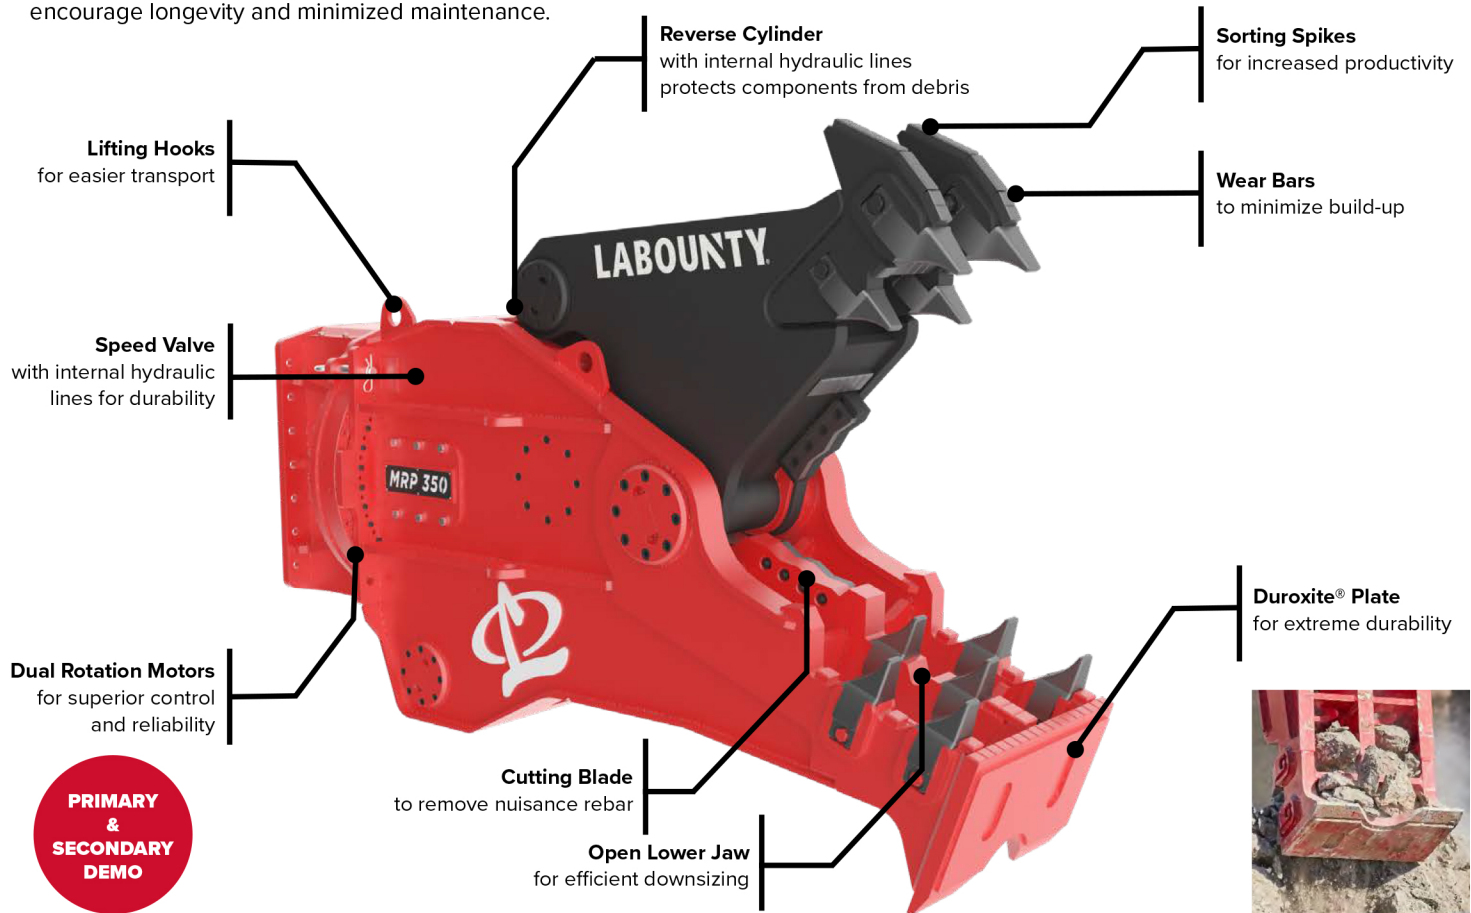 encourage longevity and minimized maintenance.
Reverse Cylinder
with internal hydraulic lines
protects components from debris
Sorting Spikes
for increased productivity
Lifting Hooks
for easier transport
Wear Bars
to minimize build-up
LABOUNTY
Speed Valve
with internal hydraulic
lines for durability
MRP 350
Duroxite® Plate
for extreme durability
Dual Rotation Motors
for superior control
and reliability
Cutting Blade
to remove nuisance rebar
Open Lower Jaw
for efficient downsizing
PRIMARY
&
SECONDARY
DEMO